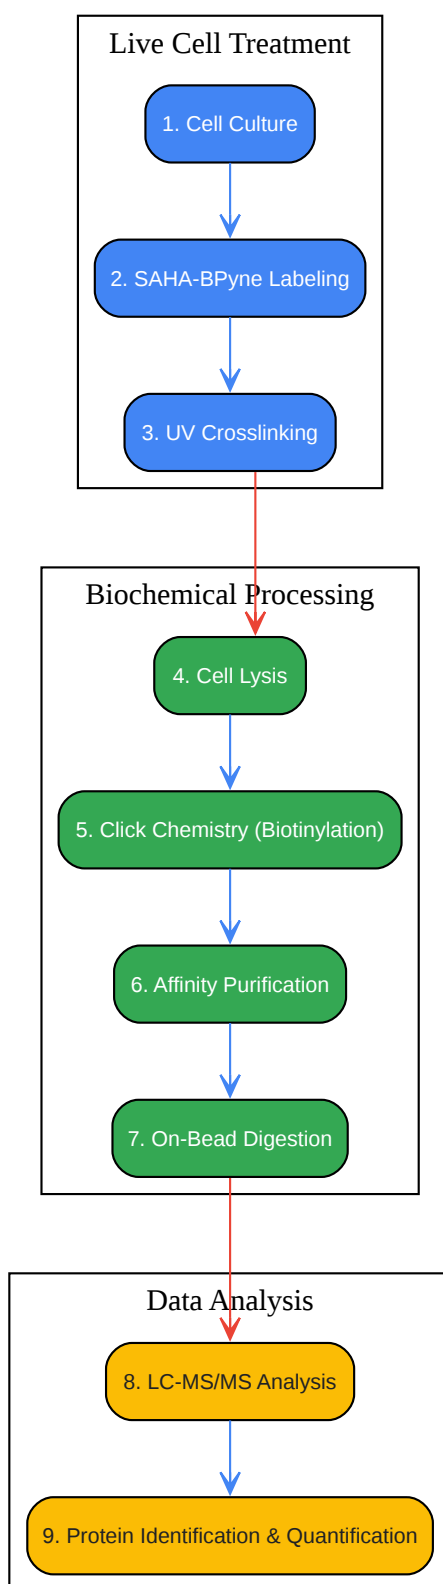 Live Cell Treatment
1. Cell Culture
2. SAHA-BPyne Labeling
3. UV Crosslinking
Biochemical Processing
4. Cell Lysis
5. Click Chemistry (Biotinylation)
6. Affinity Purification
7. On-Bead Digestion
Data Analysis
8. LC-MS/MS Analysis
9. Protein Identification & Quantification